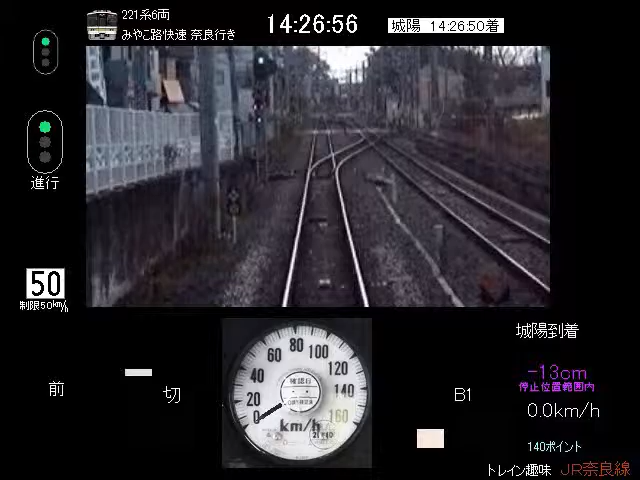 221系6両
みやこ路快速 奈良行き
14:26:56
城陽 14:26:50着
進行
50
制限50km/h
城陽到着
-13cm
停止位置範囲内
0.0km/h
前
切
B1
140ポイント
トレイン趣味 JR奈良線
0 20 40 60 80 100 120 140 160
km/h